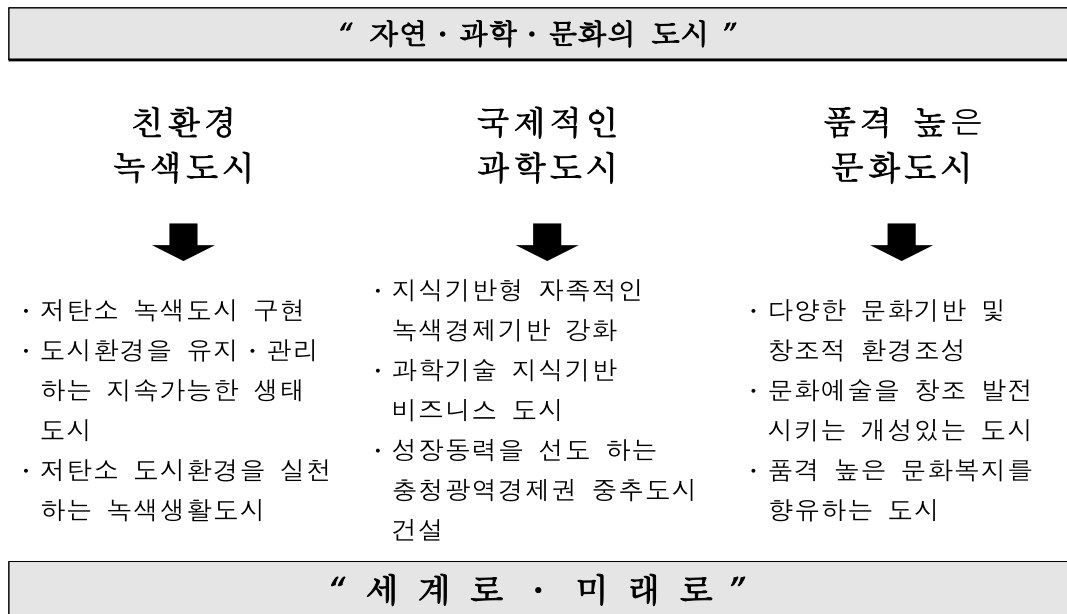 “ 자연 · 과학 · 문화의 도시 ”
친환경
녹색도시
· 저탄소 녹색도시 구현
· 도시환경을 유지 · 관리
하는 지속가능한 생태
도시
· 저탄소 도시환경을 실천
하는 녹색생활도시
국제적인
과학도시
· 지식기반형 자족적인
녹색경제기반 강화
· 과학기술 지식기반
비즈니스 도시
· 성장동력을 선도 하는
충청광역경제권 중추도시
건설
품격 높은
문화도시
· 다양한 문화기반 및
창조적 환경조성
· 문화예술을 창조 발전
시키는 개성있는 도시
· 품격 높은 문화복지를
향유하는 도시
“ 세 계 로 · 미 래 로 ”